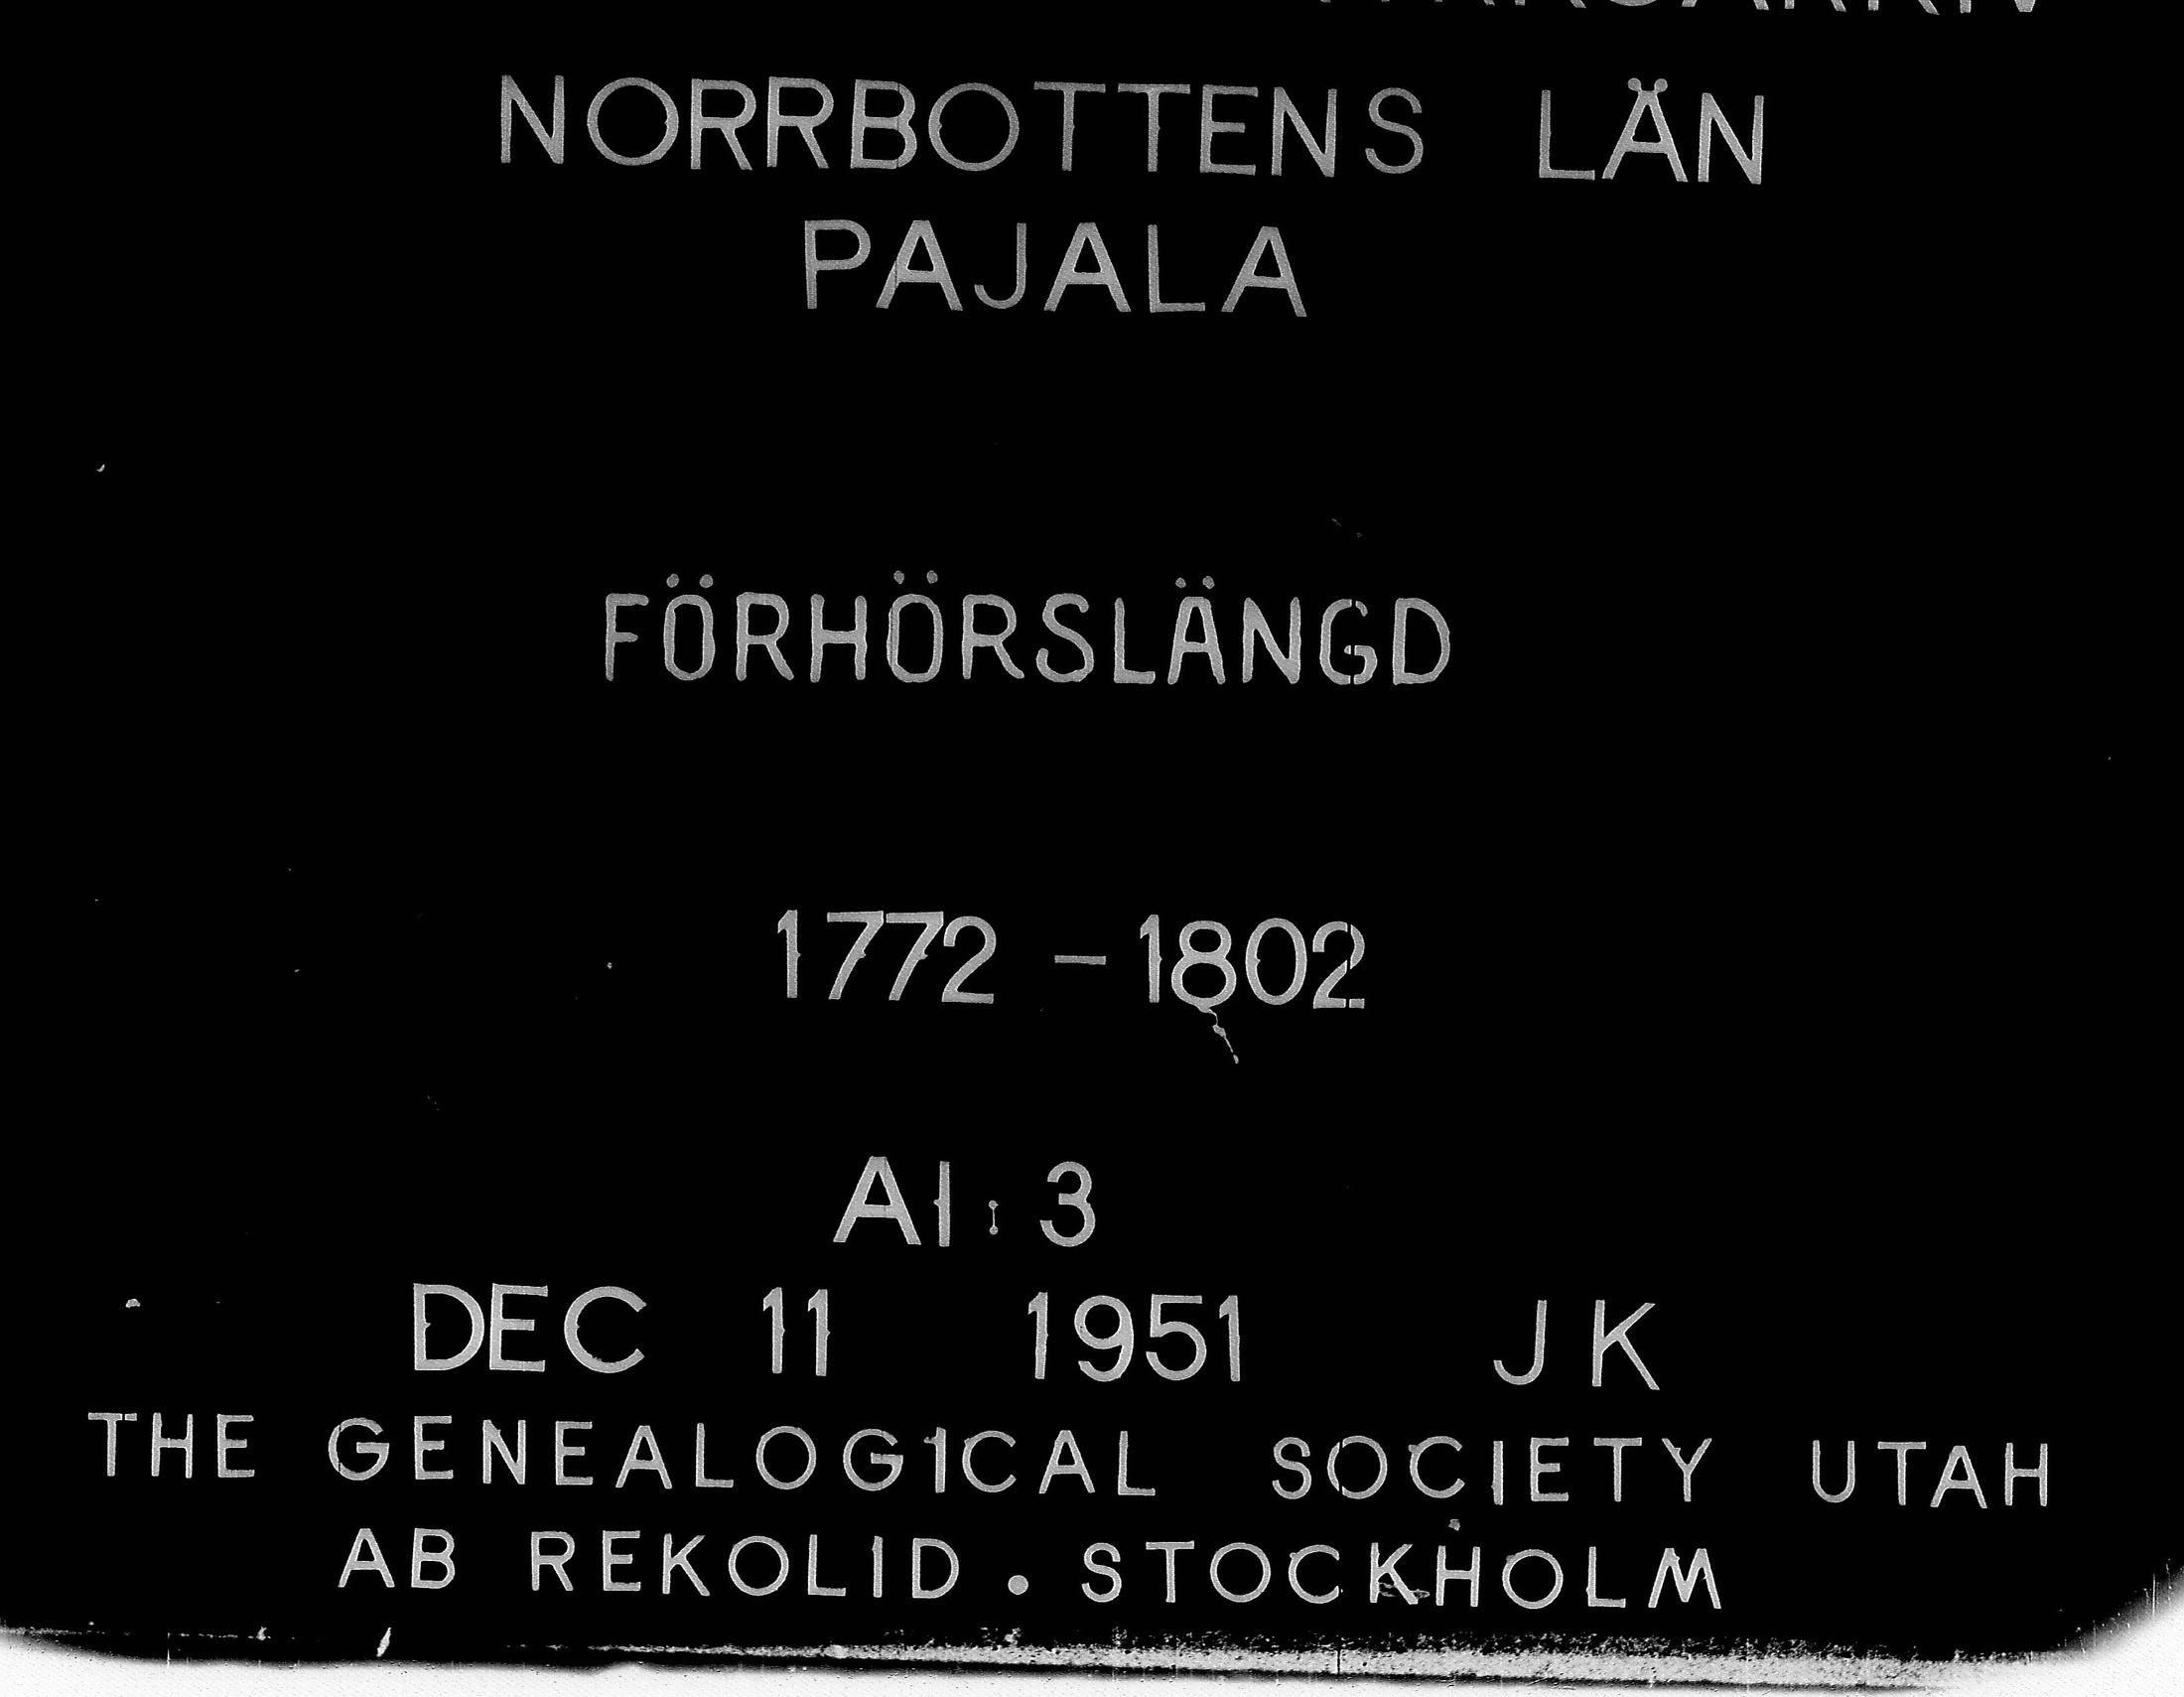 NORRBOTTENS LÄN
PAJALA
FÖRHÖRSLÄNGD
1772 - 1802
AI: 3
DEC 11 1951 JK
THE GENEALOGICAL SOCIETY UTAH
AB REKOLID. STOCKHOLM